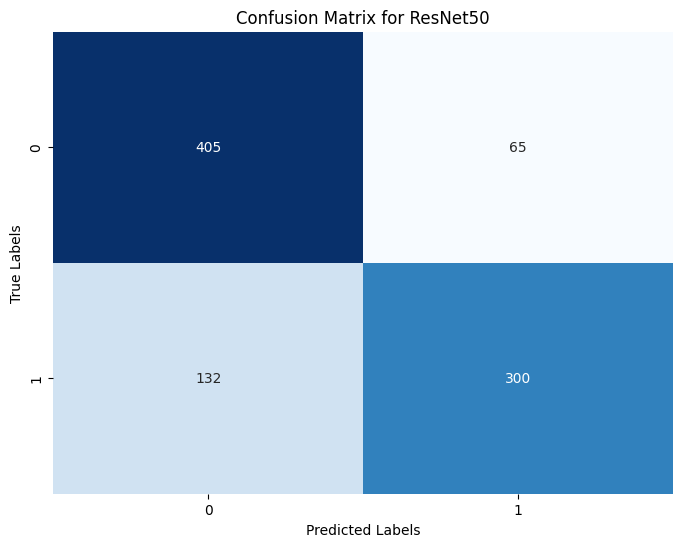 Confusion Matrix for ResNet50
True Labels
0
405
65
1
132
300
0
1
Predicted Labels